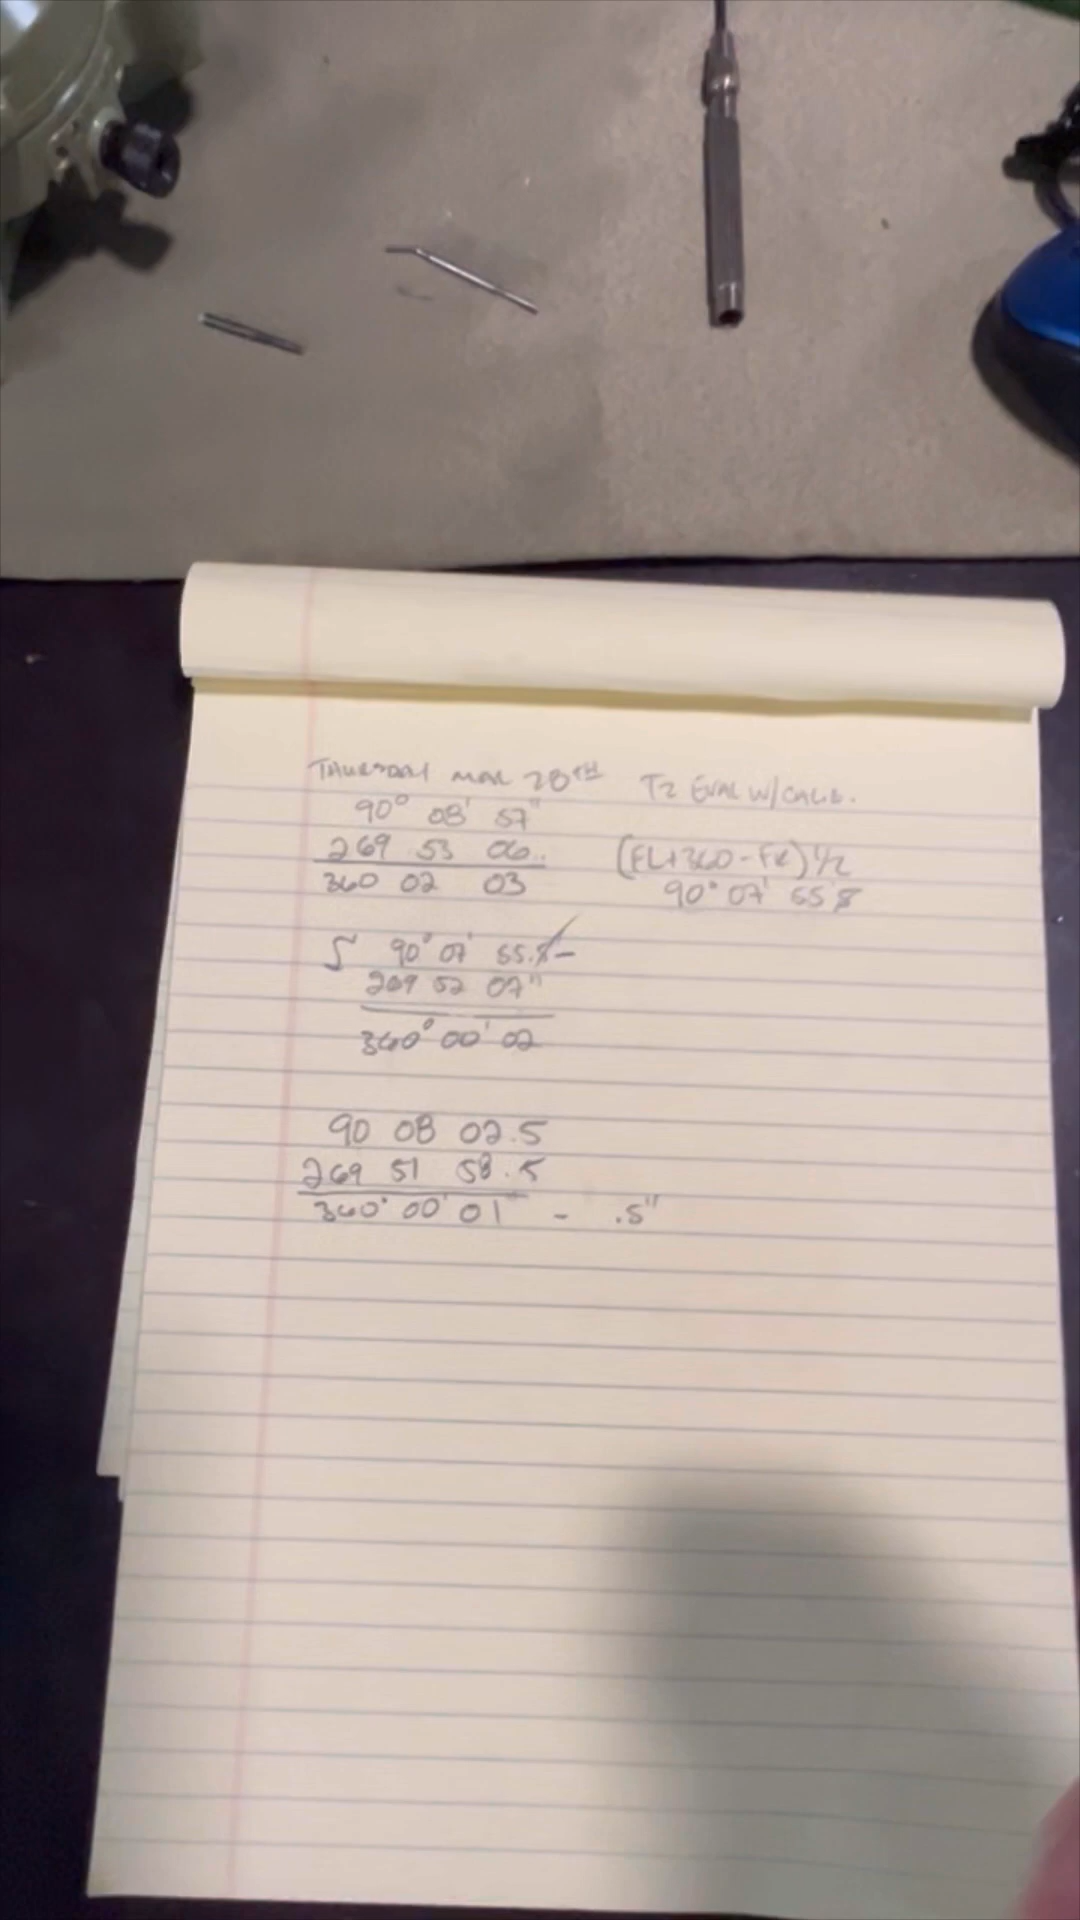 THURSDAY MAR 28TH T2 EVAL W/CALIB.
90° 08' 57"
269 53 06 (FL+360-FR) 1/2
360 02 03 90° 07' 55.8
90° 07' 55.8 -
269 52 07"
360° 00' 02
90 08 02.5
269 51 58.5
360° 00' 01" - .5"